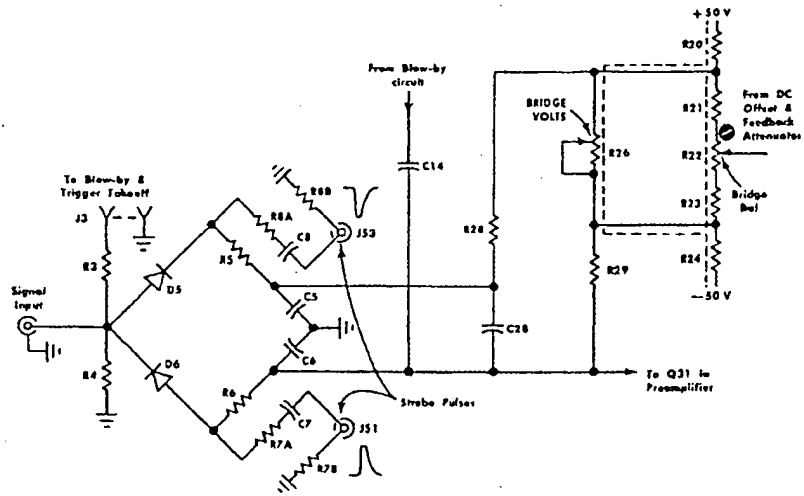 + 50 V
R20
From Blow-by
circuit
R21
From DC
Offset &
Feedback
Attenuator
BRIDGE
VOLTS
R26
R22
C14
To Blow-by &
Trigger Takeoff
R8B
J3
R23
Bridge
Bal
R8A
C8
J53
R28
R3
R5
R29
R24
Signal
Input
D5
C5
−50 V
C28
D6
C6
R4
R6
To Q31 In
Preamplifier
C7
Strobe Pulses
J51
R7A
R7B